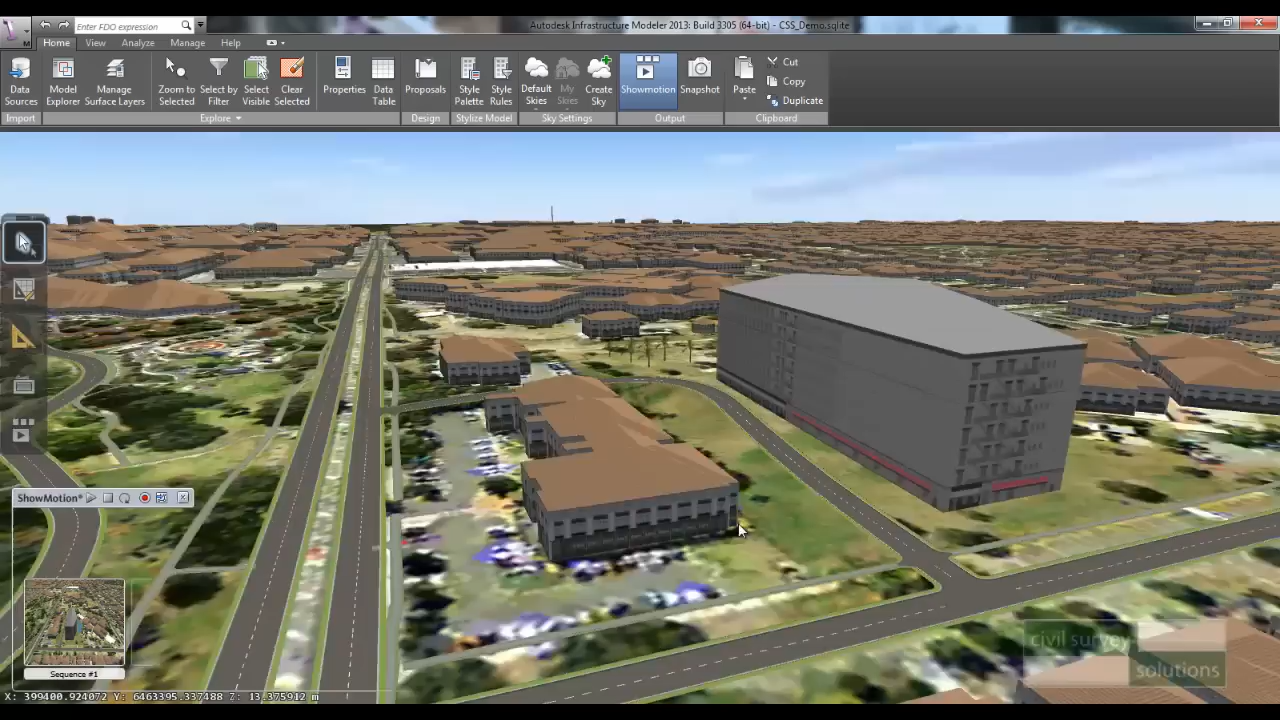 Enter FDO expression
Autodesk Infrastructure Modeler 2013: Build 3305 (64-bit) - CSS_Demo.sqlite
M
Home View Analyze Manage Help
Data Sources
Model Explorer
Manage Surface Layers
Zoom to Selected
Select by Filter
Select Visible
Clear Selected
Properties
Data Table
Proposals
Style Palette
Style Rules
Default Skies
My Skies
Create Sky
Showmotion
Snapshot
Paste
Cut
Copy
Duplicate
Import Explore Design Stylize Model Sky Settings Output Clipboard
ShowMotion*
Sequence #1
civil survey
solutions
X: 399400.924072 Y: 6463395.337488 Z: 13.375912 m